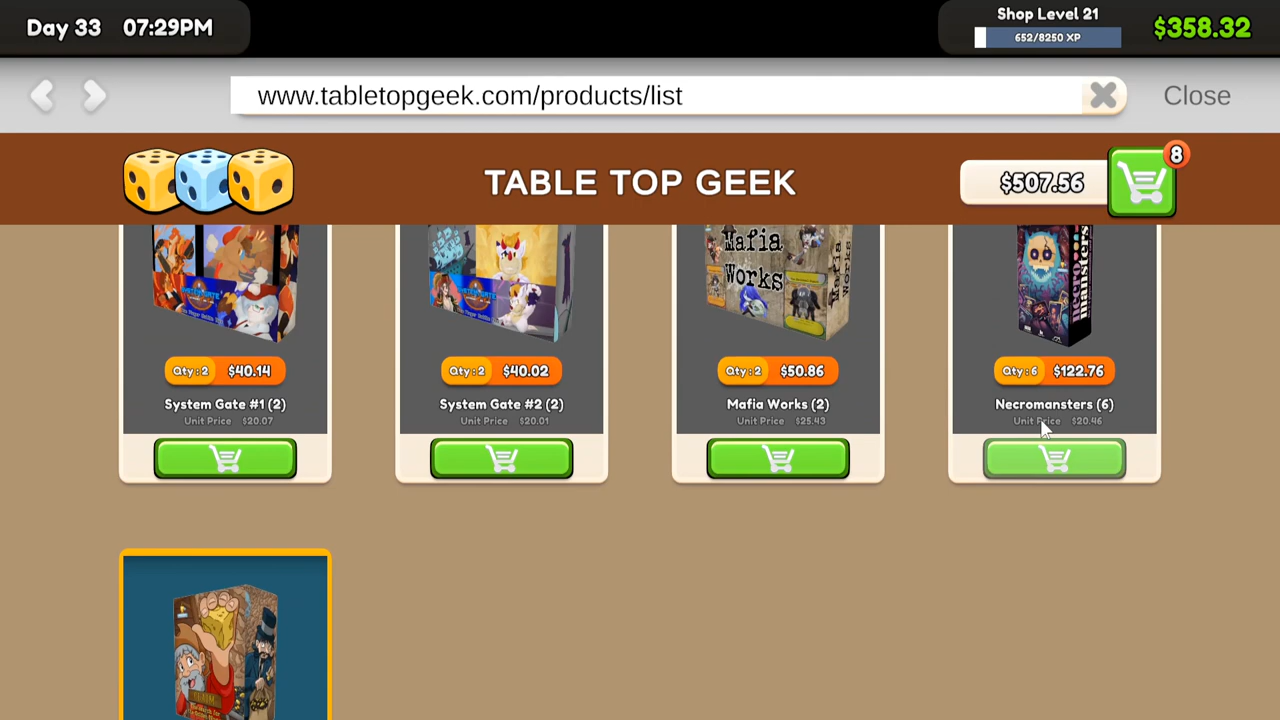 Day 33 07:29PM
Shop Level 21
652/8250 XP
$358.32
www.tabletopgeek.com/products/list
Close
TABLE TOP GEEK
$507.56
8
Mafia Works
Mafia Works
necromansters
Qty:2 $40.14
Qty:2 $40.02
Qty:2 $50.86
Qty:6 $122.76
System Gate #1 (2)
System Gate #2 (2)
Mafia Works (2)
Necromansters (6)
Unit Price $20.07
Unit Price $20.01
Unit Price $25.43
Unit Price $20.46